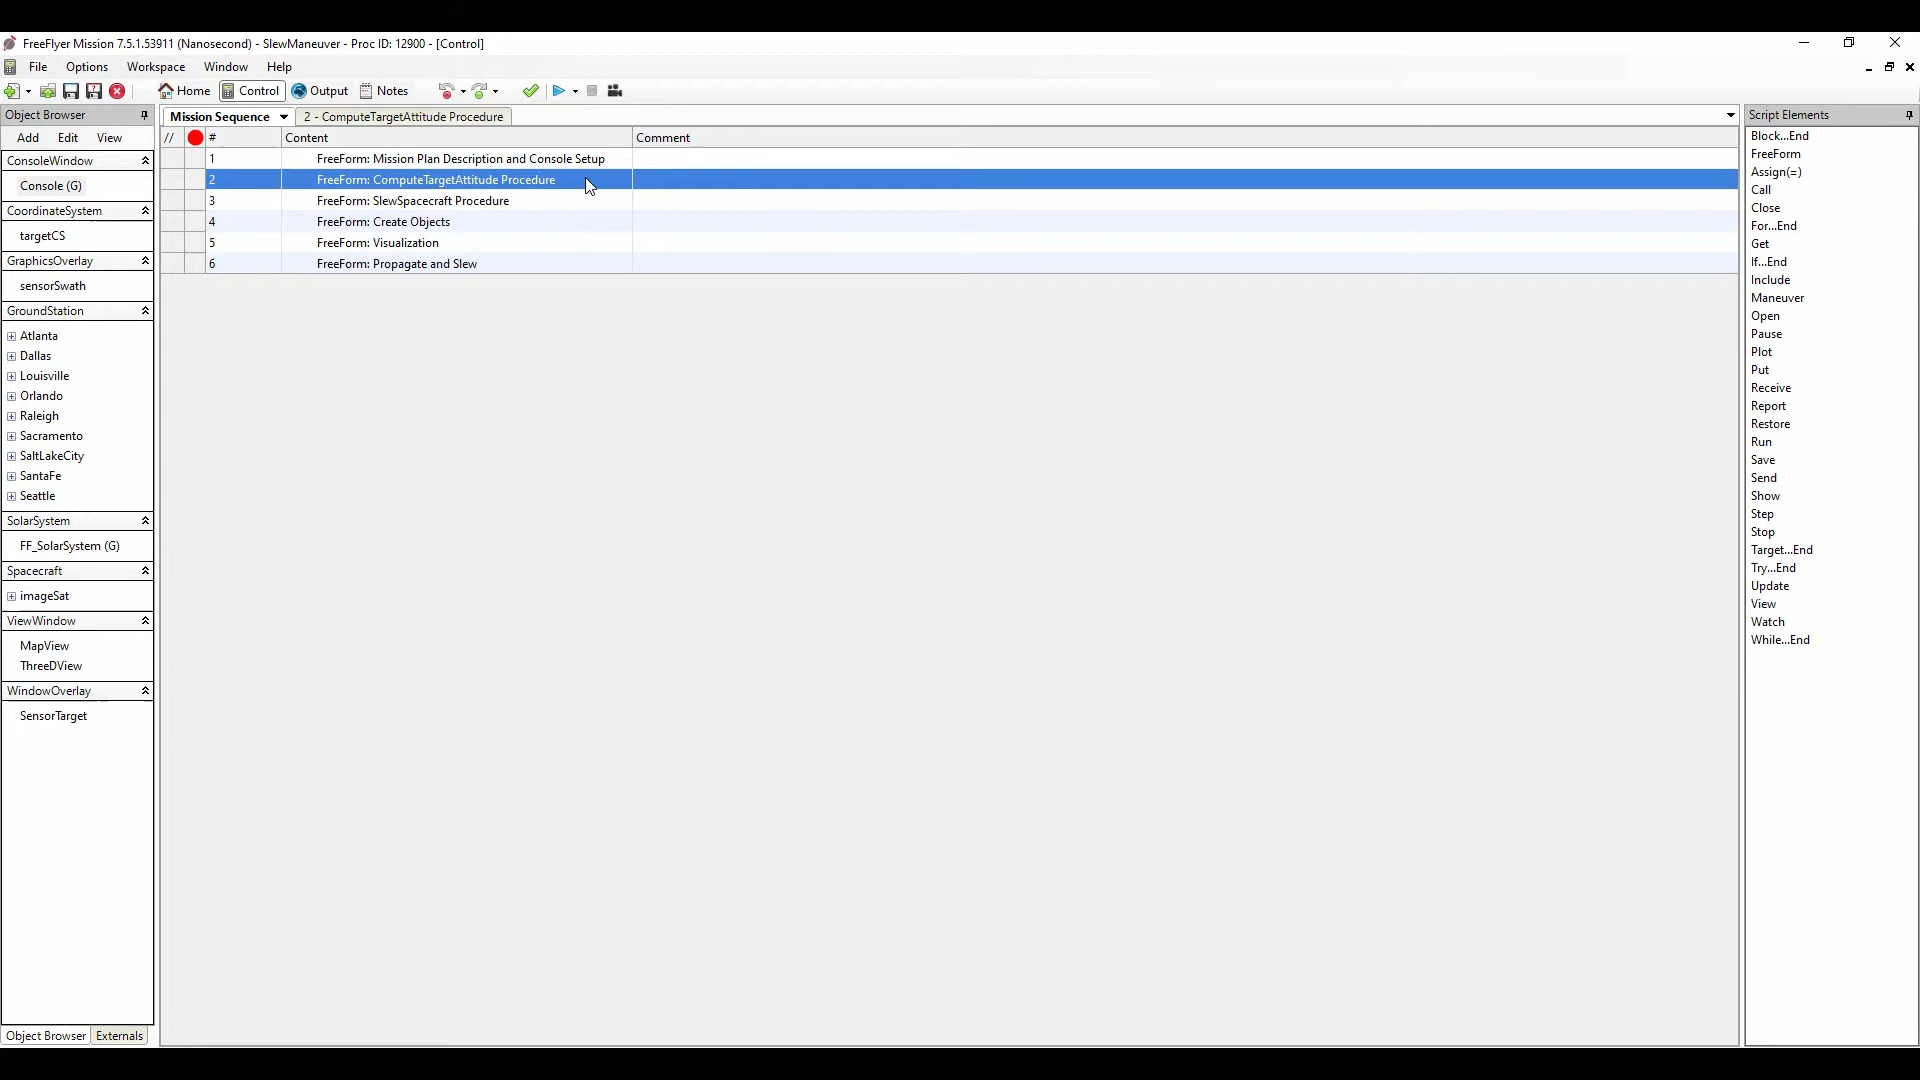 FreeFlyer Mission 7.5.1.53911 (Nanosecond) - SlewManeuver - Proc ID: 12900 - [Control]
File Options Workspace Window Help
Home Control Output Notes
Object Browser
Add Edit View
ConsoleWindow
Console (G)
CoordinateSystem
targetCS
GraphicsOverlay
sensorSwath
GroundStation
Atlanta
Dallas
Louisville
Orlando
Raleigh
Sacramento
SaltLakeCity
SantaFe
Seattle
SolarSystem
FF_SolarSystem (G)
Spacecraft
imageSat
ViewWindow
MapView
ThreeDView
WindowOverlay
SensorTarget
Object Browser Externals
Mission Sequence 2 - ComputeTargetAttitude Procedure
// # Content Comment
1 FreeForm: Mission Plan Description and Console Setup
2 FreeForm: ComputeTargetAttitude Procedure
3 FreeForm: SlewSpacecraft Procedure
4 FreeForm: Create Objects
5 FreeForm: Visualization
6 FreeForm: Propagate and Slew
Script Elements
Block...End
FreeForm
Assign(=)
Call
Close
For...End
Get
If...End
Include
Maneuver
Open
Pause
Plot
Put
Receive
Report
Restore
Run
Save
Send
Show
Step
Stop
Target...End
Try...End
Update
View
Watch
While...End